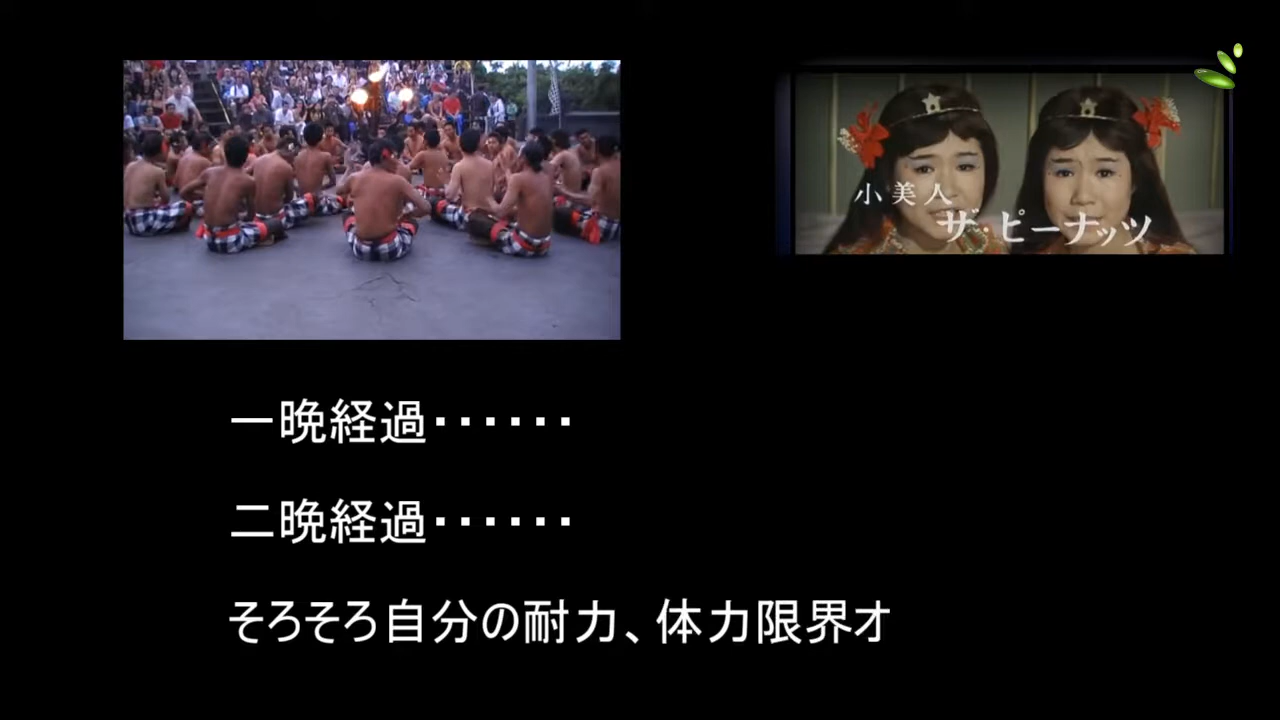 小美人
ザ・ピーナッツ
一晩経過・・・・・・
二晩経過・・・・・・
そろそろ自分の耐力、体力限界オ